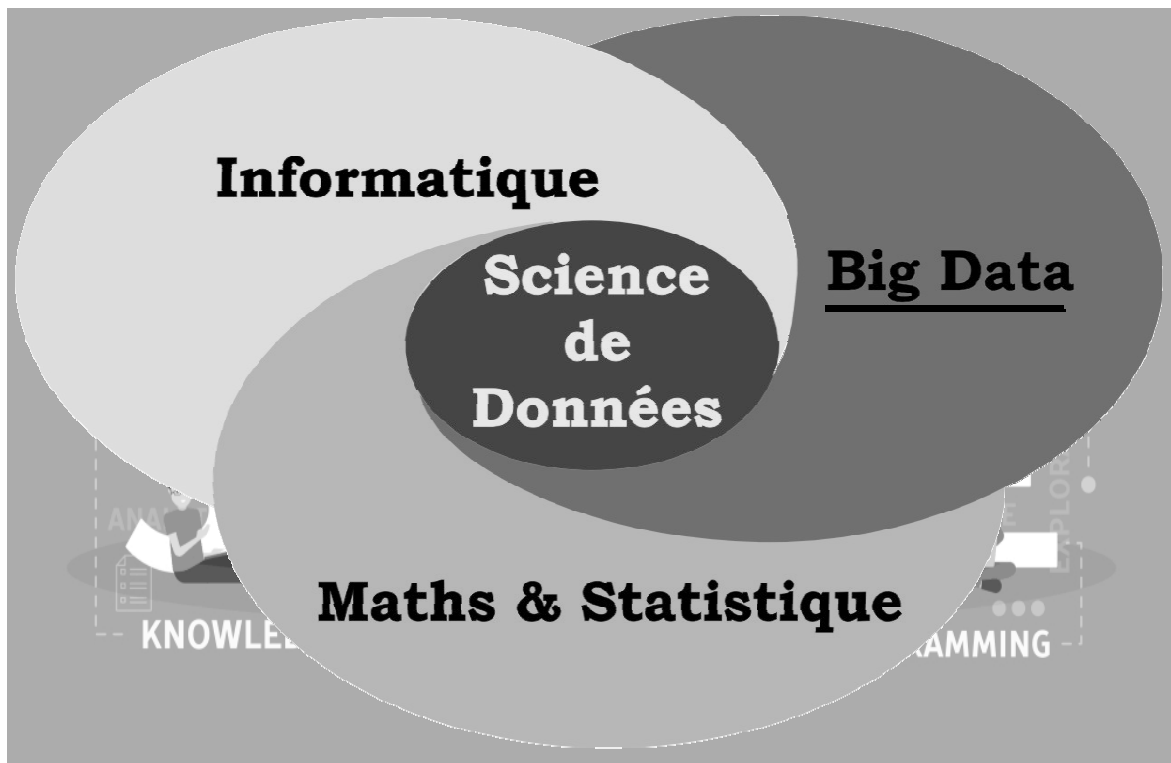 Informatique
Big Data
Science
de
Données
Maths & Statistique